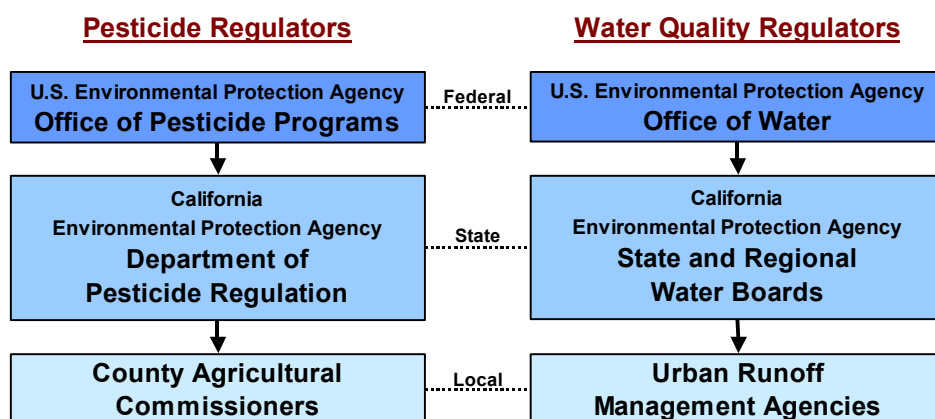 Pesticide Regulators
Water Quality Regulators
U.S. Environmental Protection Agency
Office of Pesticide Programs
Federal
U.S. Environmental Protection Agency
Office of Water
California
Environmental Protection Agency
Department of
Pesticide Regulation
State
California
Environmental Protection Agency
State and Regional
Water Boards
County Agricultural
Commissioners
Local
Urban Runoff
Management Agencies